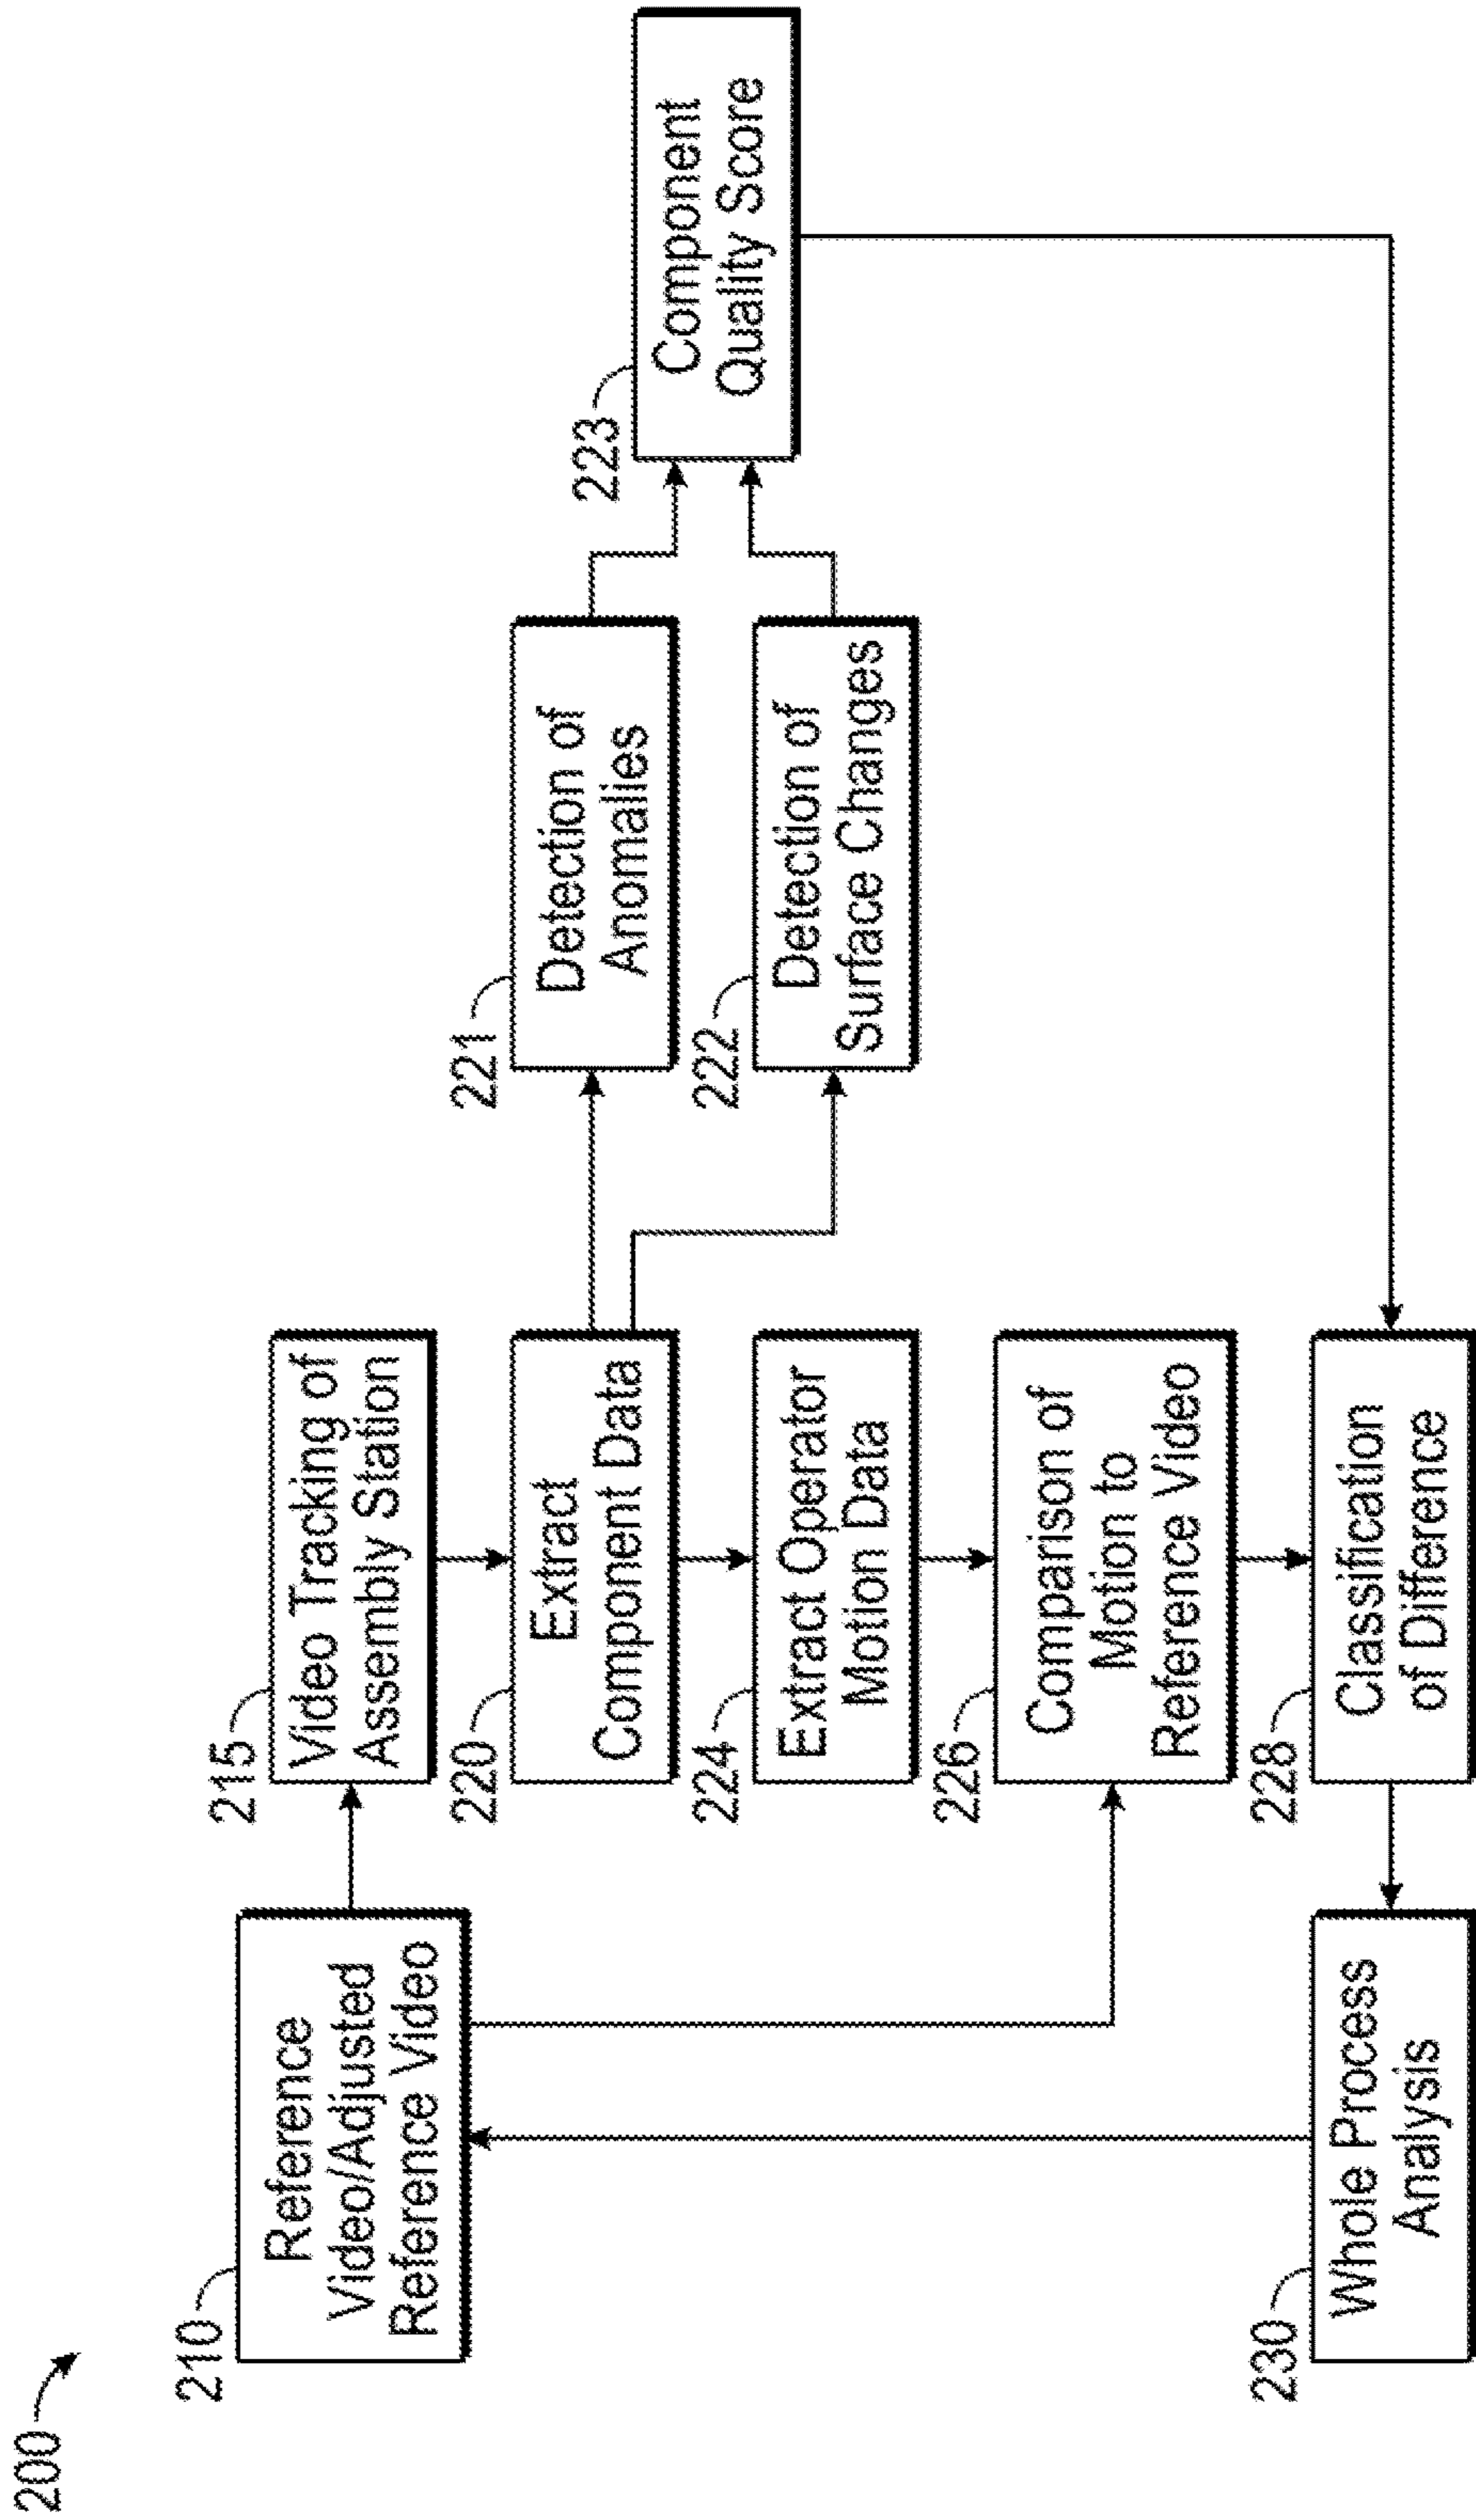 200
210
Reference
Video/Adjusted
Reference Video
215
Video Tracking of
Assembly Station
220
Extract
Component Data
221
Detection of
Anomalies
222
Detection of
Surface Changes
223
Component
Quality Score
224
Extract Operator
Motion Data
226
Comparison of
Motion to
Reference Video
228
Classification
of Difference
230
Whole Process
Analysis